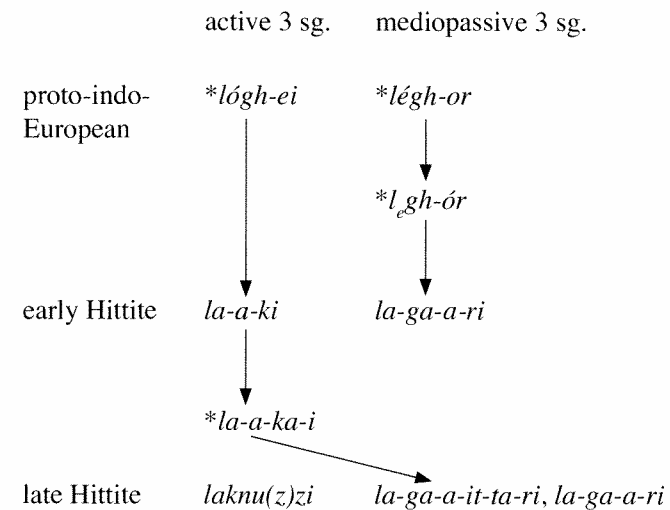 active 3 sg. mediopassive 3 sg.
proto-indo- *lógh-ei *légh-or
European
*lₑgh-ór
early Hittite la-a-ki la-ga-a-ri
*la-a-ka-i
late Hittite laknu(z)zi la-ga-a-it-ta-ri, la-ga-a-ri